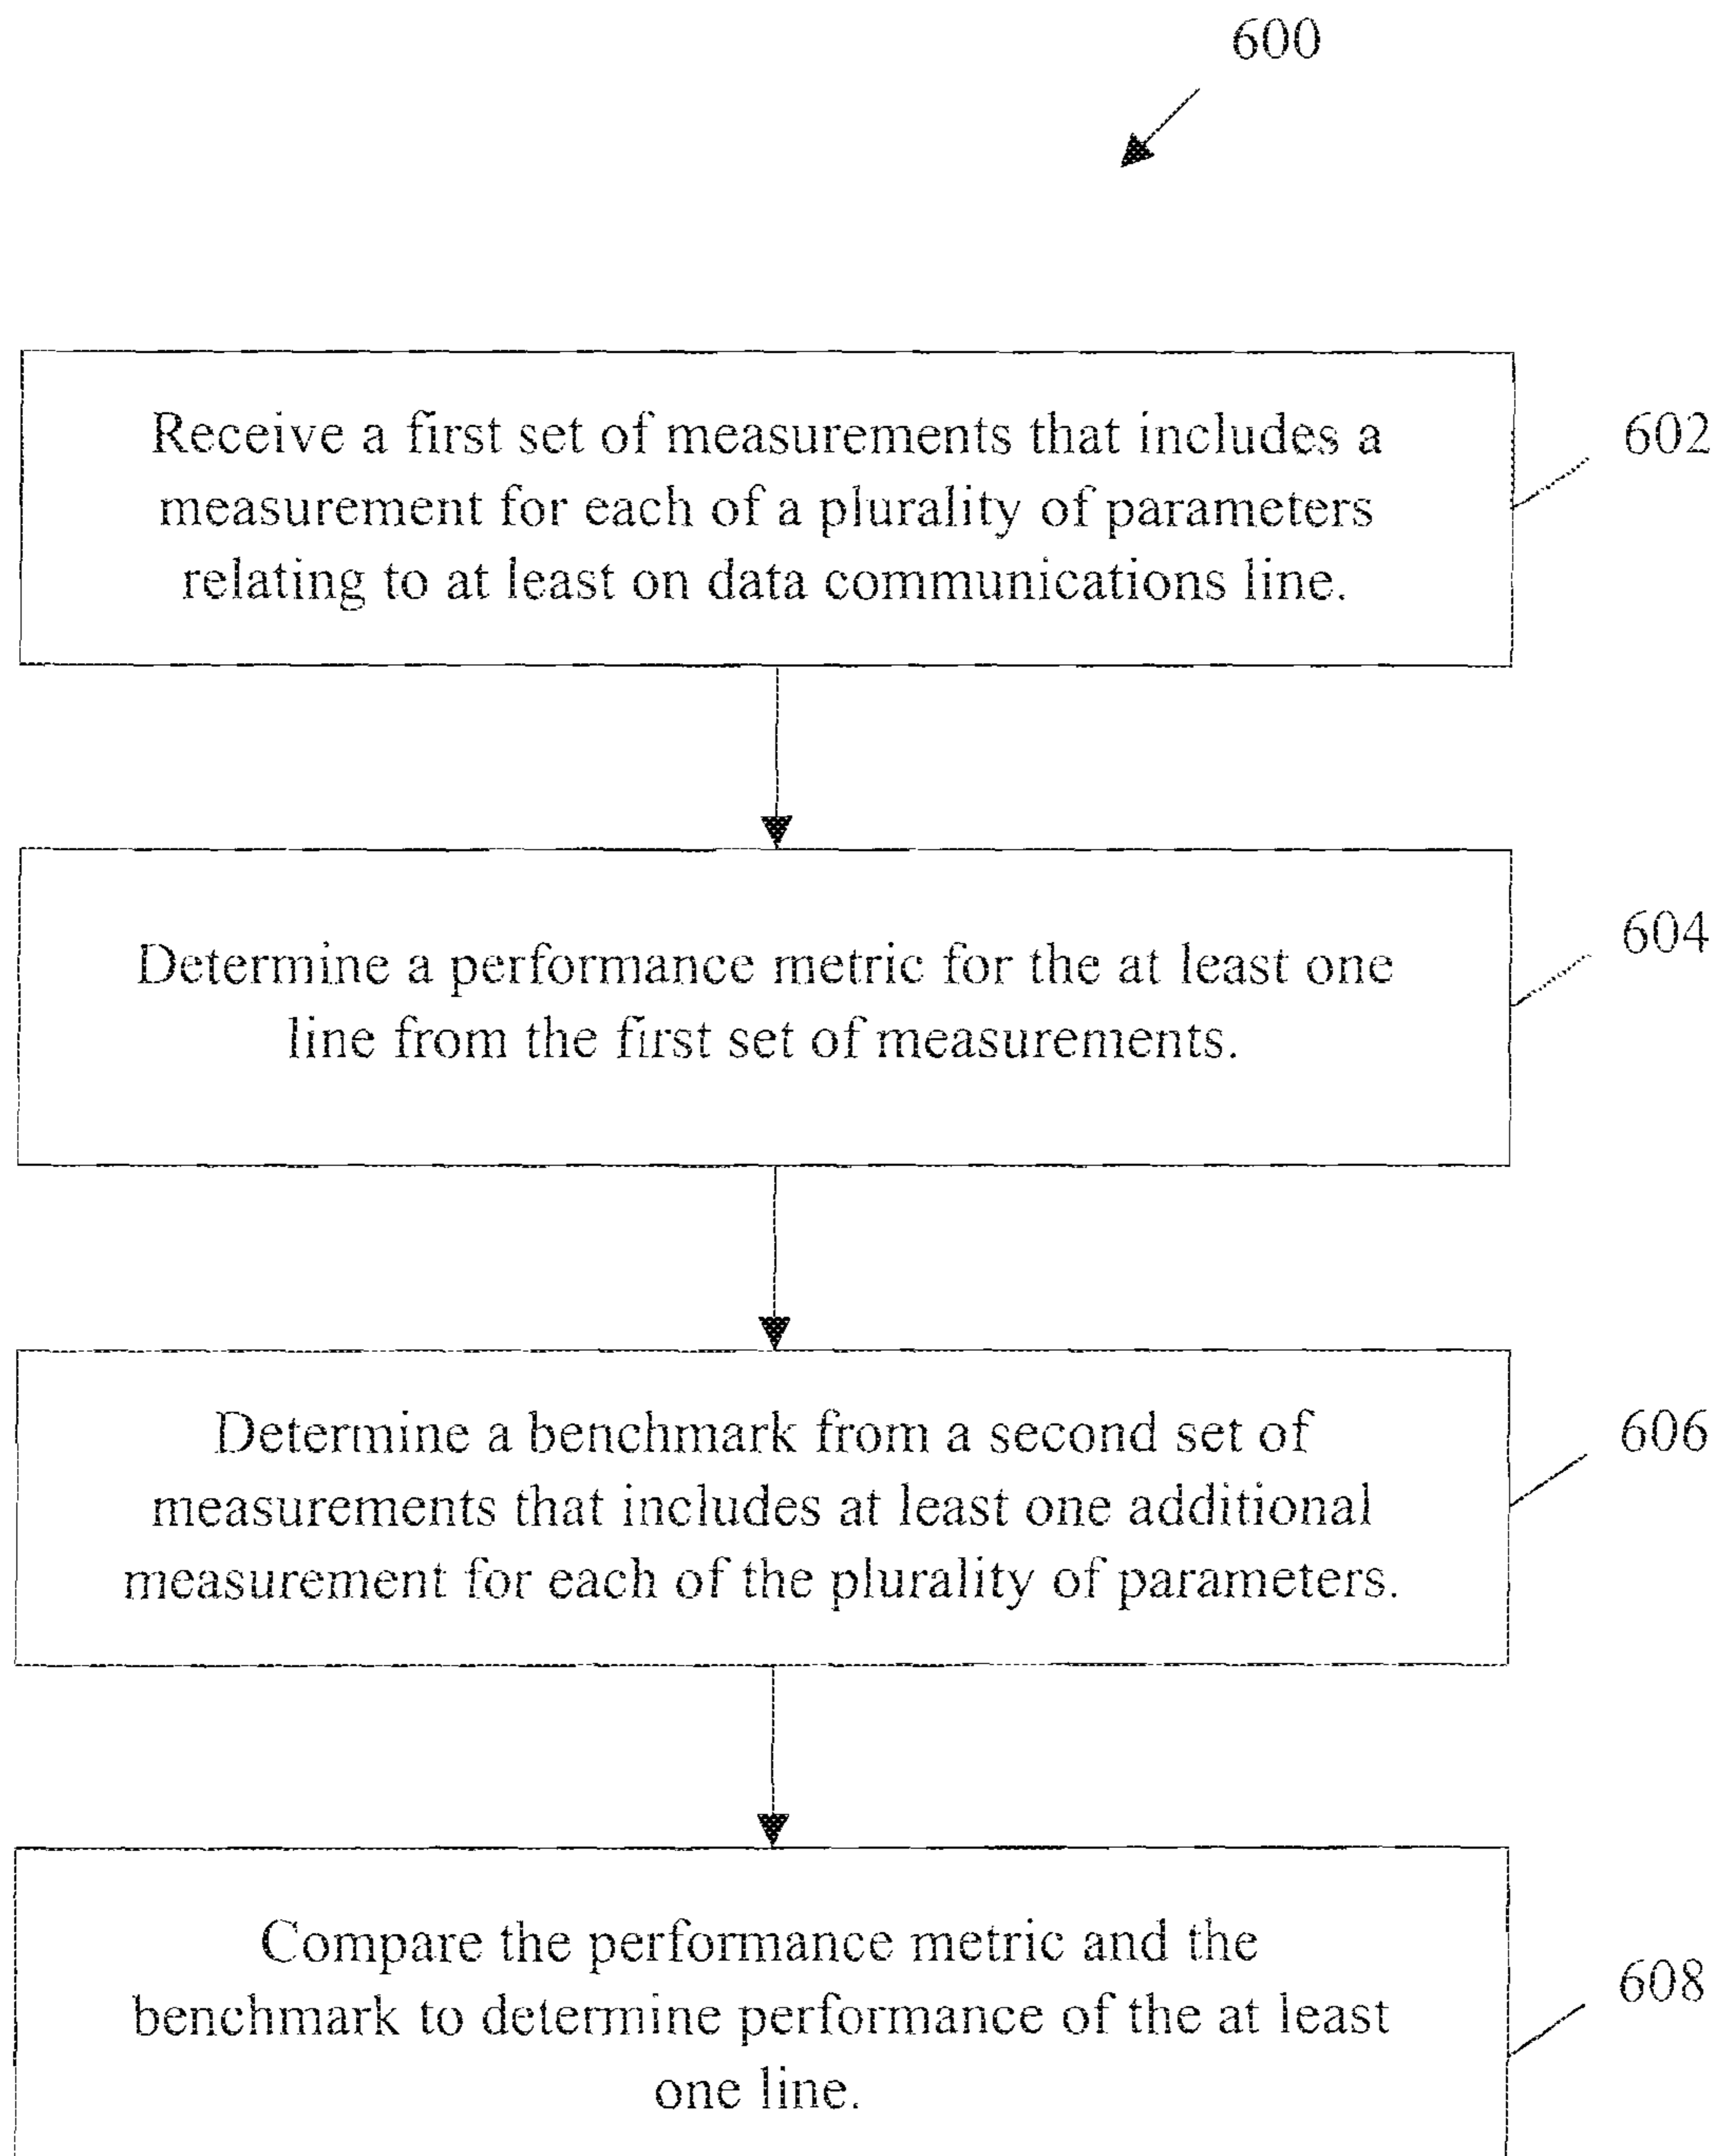 600
Receive a first set of measurements that includes a
measurement for each of a plurality of parameters
relating to at least on data communications line.
602
Determine a performance metric for the at least one
line from the first set of measurements.
604
Determine a benchmark from a second set of
measurements that includes at least one additional
measurement for each of the plurality of parameters.
606
Compare the performance metric and the
benchmark to determine performance of the at least
one line.
608